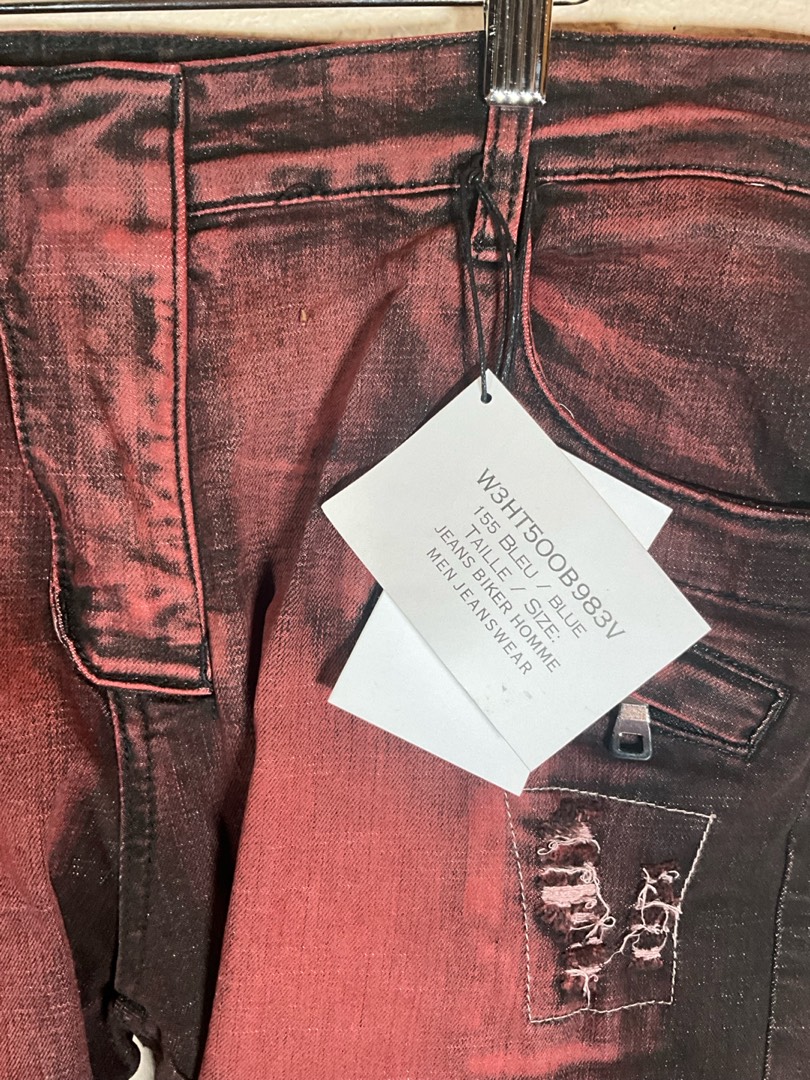 W3HT500B983V
155 BLEU / BLUE
TAILLE / SIZE:
JEANS BIKER HOMME
MEN JEANSWEAR